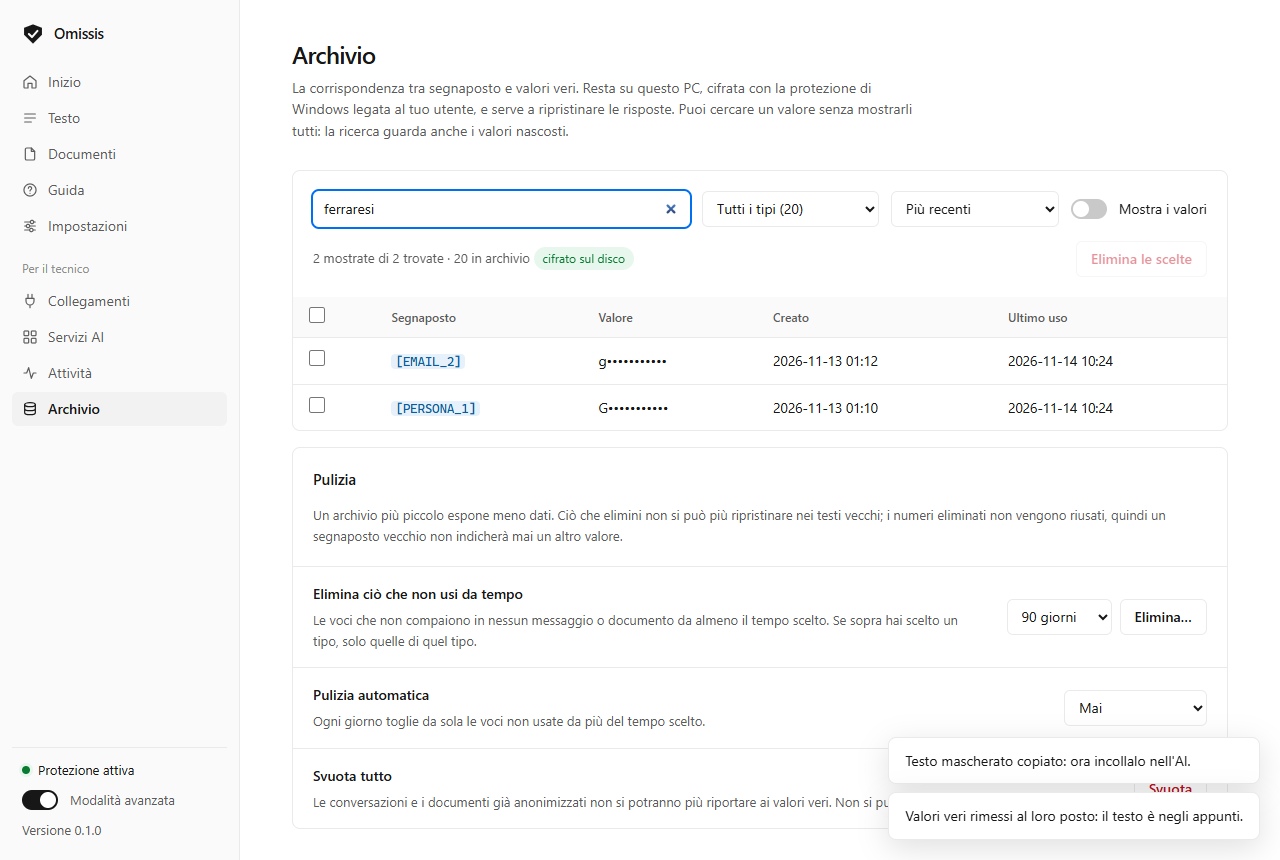 Omissis
Inizio
Testo
Documenti
Guida
Impostazioni
Per il tecnico
Collegamenti
Servizi AI
Attività
Archivio
Protezione attiva
Modalità avanzata
Versione 0.1.0
Archivio
La corrispondenza tra segnaposto e valori veri. Resta su questo PC, cifrata con la protezione di
Windows legata al tuo utente, e serve a ripristinare le risposte. Puoi cercare un valore senza mostrarli
tutti: la ricerca guarda anche i valori nascosti.
ferraresi
Tutti i tipi (20)
Più recenti
Mostra i valori
2 mostrate di 2 trovate · 20 in archivio cifrato sul disco
Elimina le scelte
Segnaposto Valore Creato Ultimo uso
[EMAIL_2] g••••••••••• 2026-11-13 01:12 2026-11-14 10:24
[PERSONA_1] G••••••••••• 2026-11-13 01:10 2026-11-14 10:24
Pulizia
Un archivio più piccolo espone meno dati. Ciò che elimini non si può più ripristinare nei testi vecchi; i numeri eliminati non vengono riusati, quindi un
segnaposto vecchio non indicherà mai un altro valore.
Elimina ciò che non usi da tempo
Le voci che non compaiono in nessun messaggio o documento da almeno il tempo scelto. Se sopra hai scelto un
tipo, solo quelle di quel tipo.
90 giorni
Elimina...
Pulizia automatica
Ogni giorno toglie da sola le voci non usate da più del tempo scelto.
Mai
Svuota tutto
Le conversazioni e i documenti già anonimizzati non si potranno più riportare ai valori veri. Non si
Svuota
Testo mascherato copiato: ora incollalo nell'AI.
Valori veri rimessi al loro posto: il testo è negli appunti.